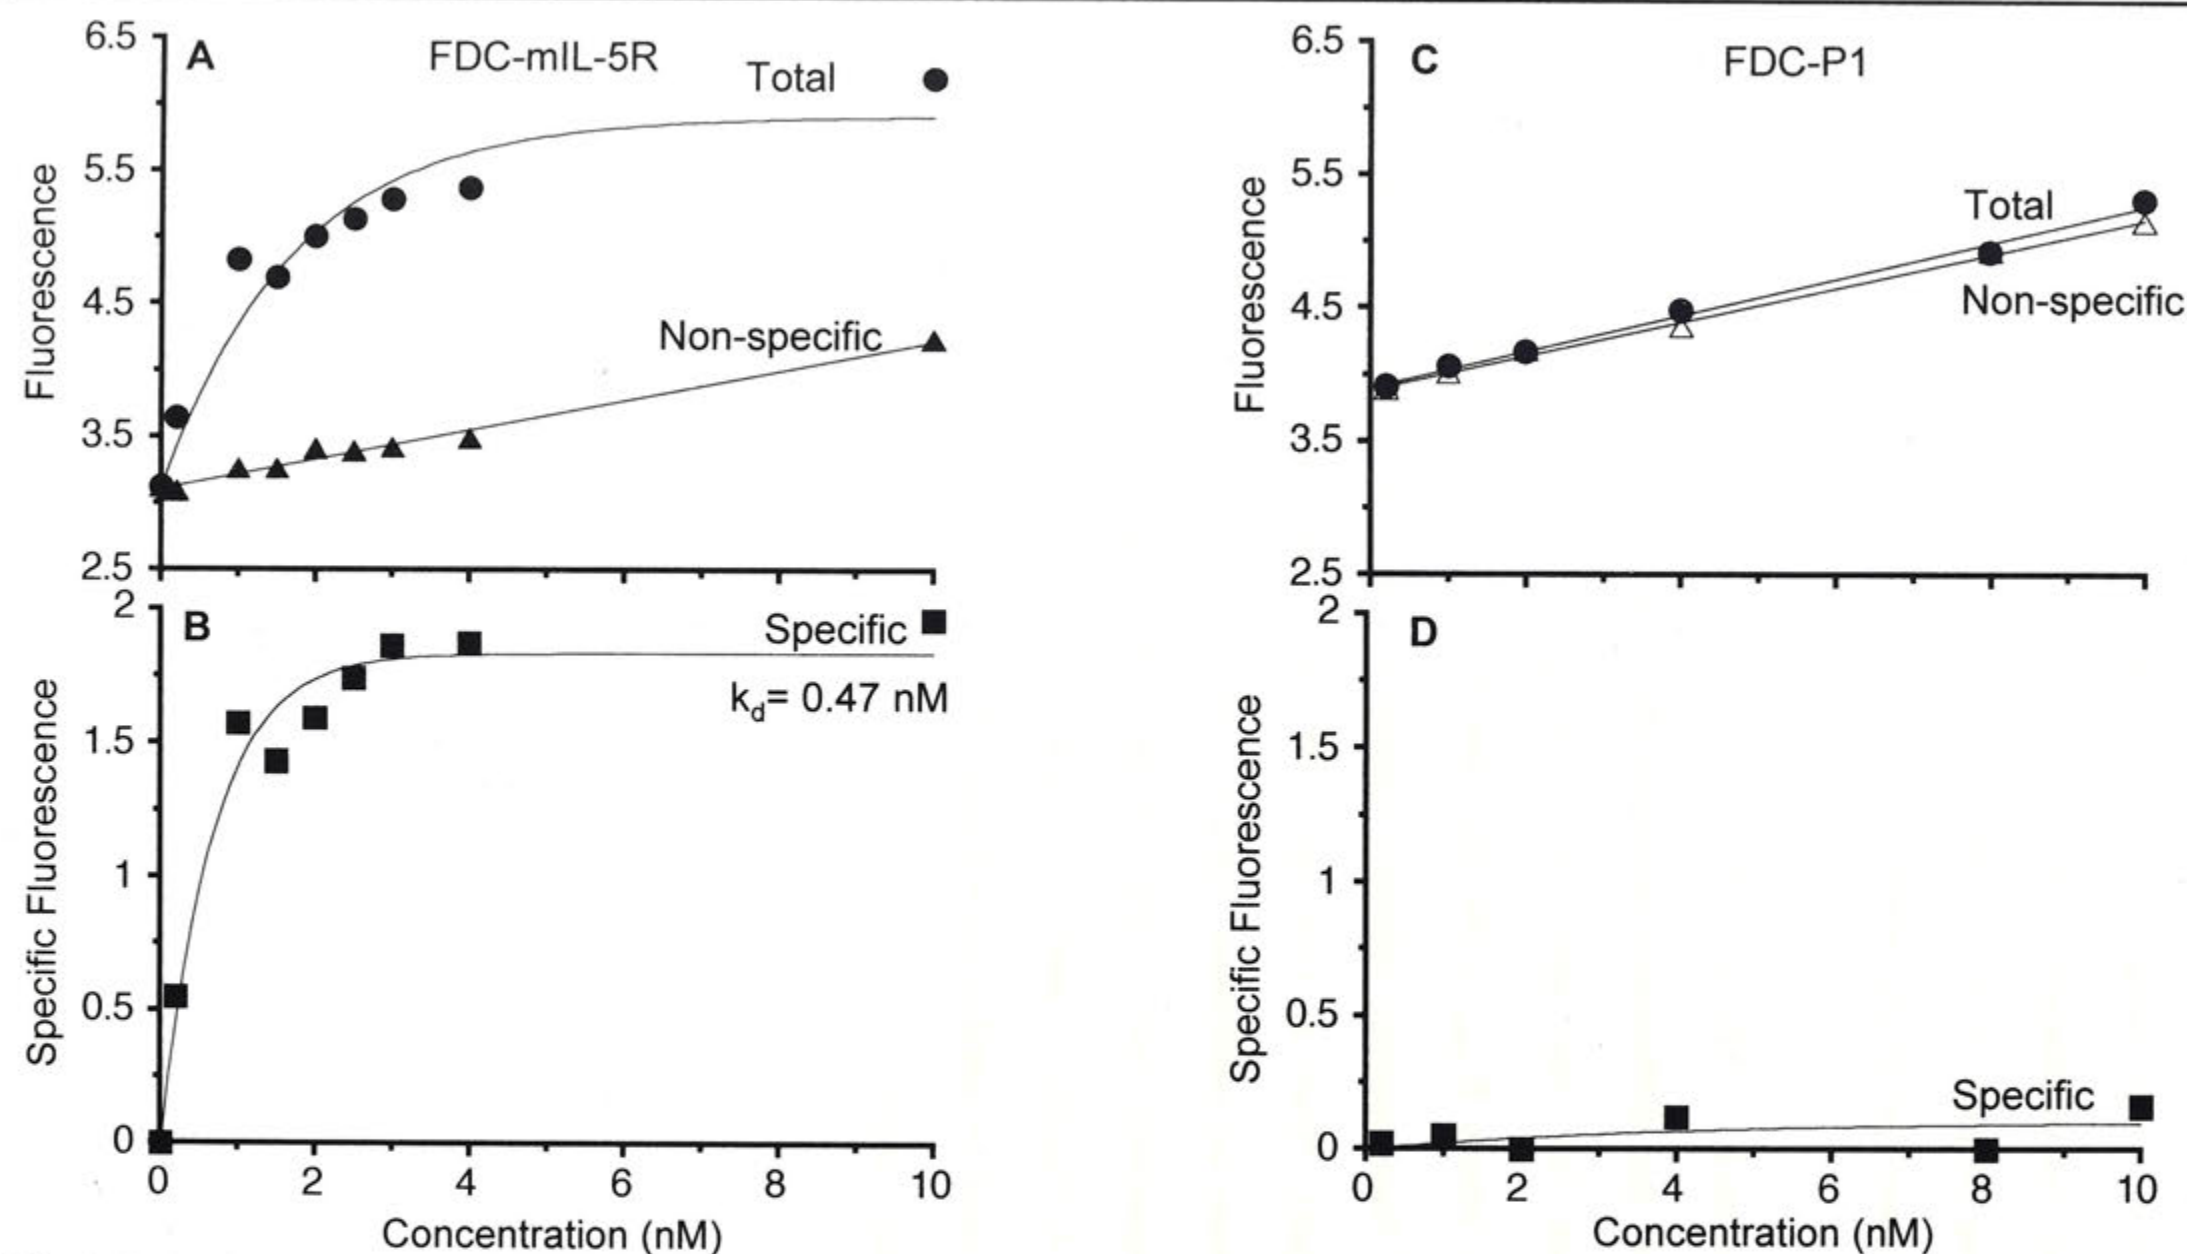 A
FDC-mIL-5R
6.5
5.5
4.5
3.5
2.5
Fluorescence
Total
Non-specific
B
2
1.5
1
0.5
0
Specific Fluorescence
Specific
kd= 0.47 nM
0 2 4 6 8 10
Concentration (nM)
C
FDC-P1
6.5
5.5
4.5
3.5
2.5
Fluorescence
Total
Non-specific
D
2
1.5
1
0.5
0
Specific Fluorescence
Specific
0 2 4 6 8 10
Concentration (nM)